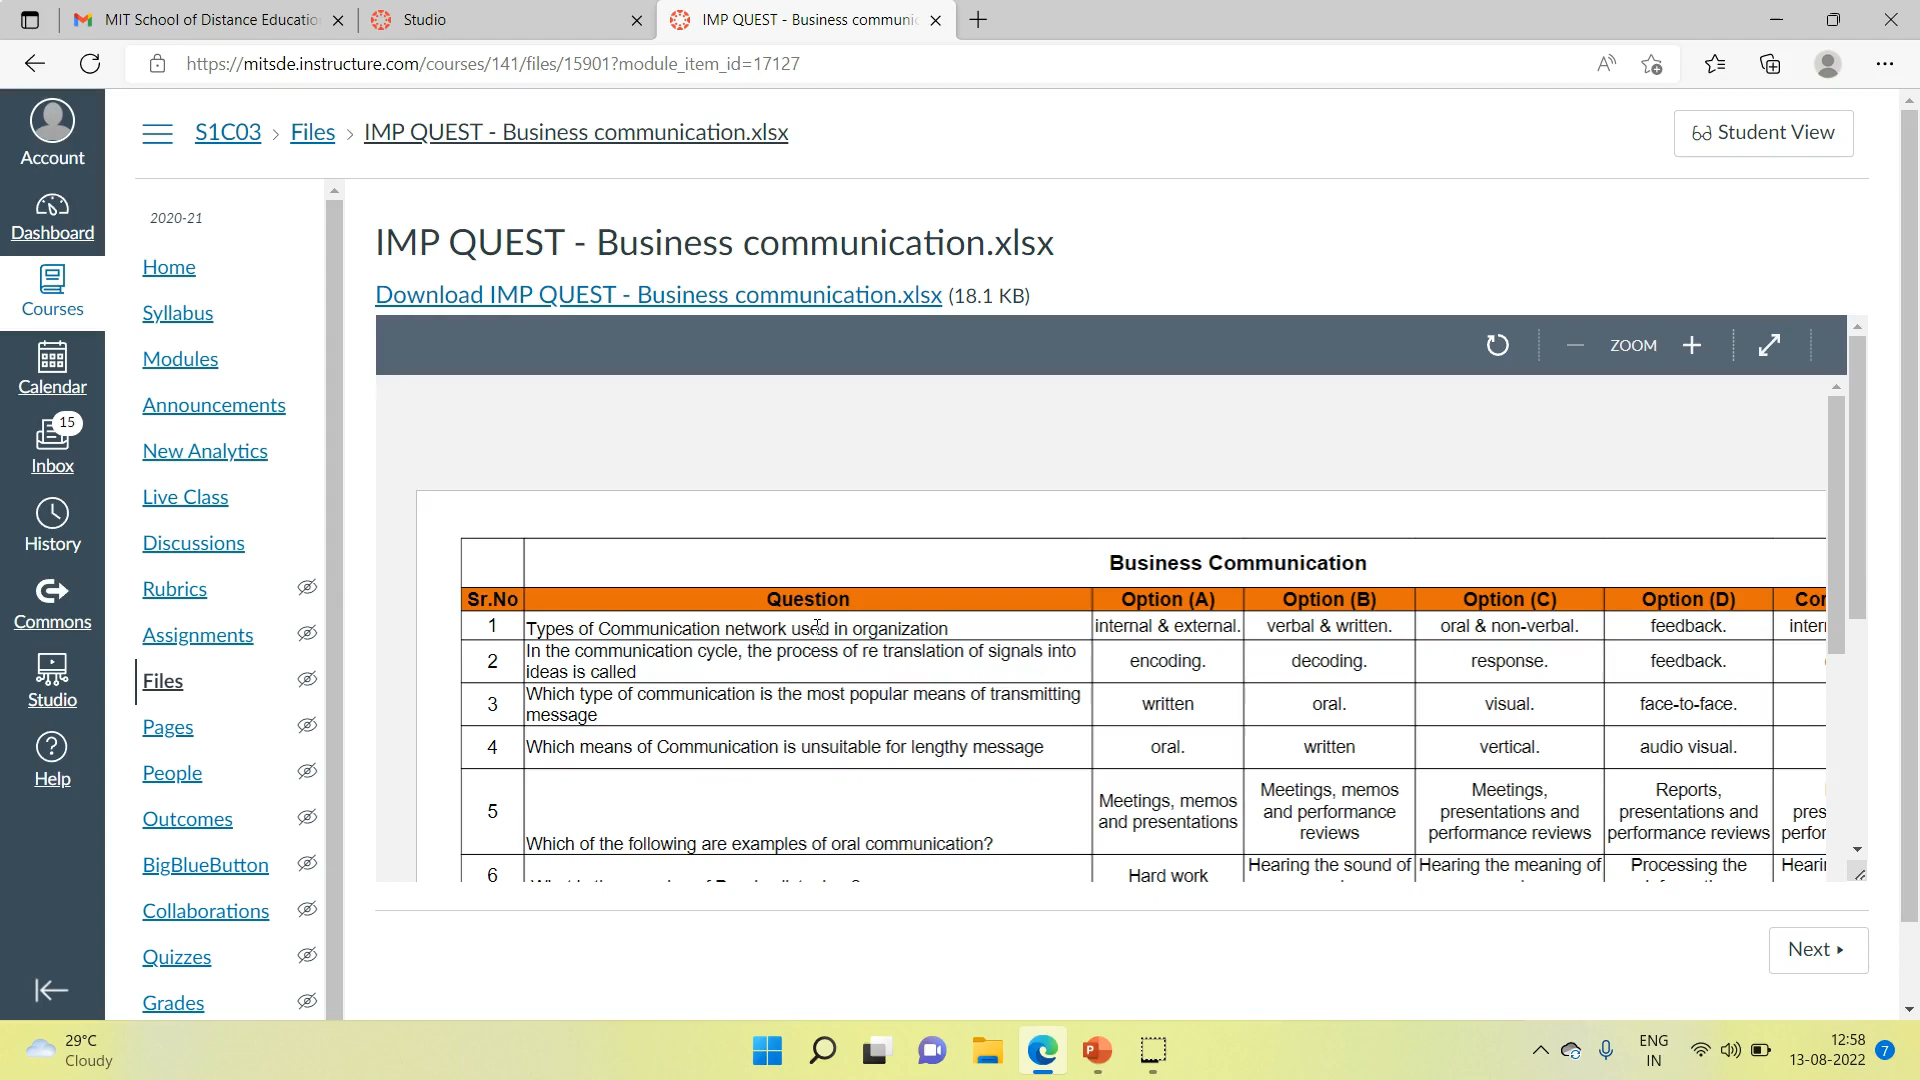 MIT School of Distance Educatio
Studio
IMP QUEST - Business communic
https://mitsde.instructure.com/courses/141/files/15901?module_item_id=17127
S1C03 › Files › IMP QUEST - Business communication.xlsx
Student View
Account
Dashboard
Courses
Calendar
15
Inbox
History
Commons
Studio
Help
2020-21
Home
Syllabus
Modules
Announcements
New Analytics
Live Class
Discussions
Rubrics
Assignments
Files
Pages
People
Outcomes
BigBlueButton
Collaborations
Quizzes
Grades
IMP QUEST - Business communication.xlsx
Download IMP QUEST - Business communication.xlsx (18.1 KB)
ZOOM
Business Communication
Sr.No Question Option (A) Option (B) Option (C) Option (D) Cor
1 Types of Communication network used in organization internal & external. verbal & written. oral & non-verbal. feedback. inter
2 In the communication cycle, the process of re translation of signals into ideas is called encoding. decoding. response. feedback.
3 Which type of communication is the most popular means of transmitting message written oral. visual. face-to-face.
4 Which means of Communication is unsuitable for lengthy message oral. written vertical. audio visual.
5 Which of the following are examples of oral communication? Meetings, memos and presentations Meetings, memos and performance reviews Meetings, presentations and performance reviews Reports, presentations and performance reviews pres perfor
6 Hard work Hearing the sound of Hearing the meaning of Processing the Heari
Next
29°C
Cloudy
ENG
IN
12:58
13-08-2022
7